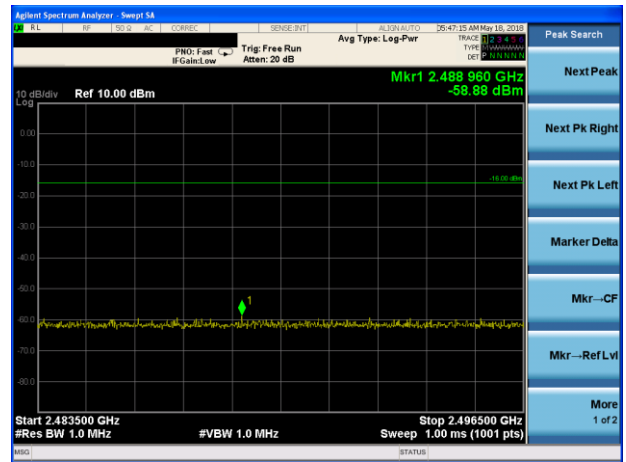 Agilent Spectrum Analyzer - Swept SA
RL RF 50 Ω AC CORREC SENSE:INT ALIGN AUTO 05:47:15 AM May 18, 2018
Avg Type: Log-Pwr TRACE 1 2 3 4 5 6
PNO: Fast Trig: Free Run TYPE M
IFGain:Low Atten: 20 dB DET P N N N N N
Peak Search
Mkr1 2.488 960 GHz
-58.88 dBm
10 dB/div Ref 10.00 dBm
Log
0.00
-10.0
-16.00 dBm
-20.0
-30.0
-40.0
-50.0
1
-60.0
-70.0
-80.0
Start 2.483500 GHz Stop 2.496500 GHz
#Res BW 1.0 MHz #VBW 1.0 MHz Sweep 1.00 ms (1001 pts)
MSG STATUS
Next Peak
Next Pk Right
Next Pk Left
Marker Delta
Mkr→CF
Mkr→Ref Lvl
More
1 of 2